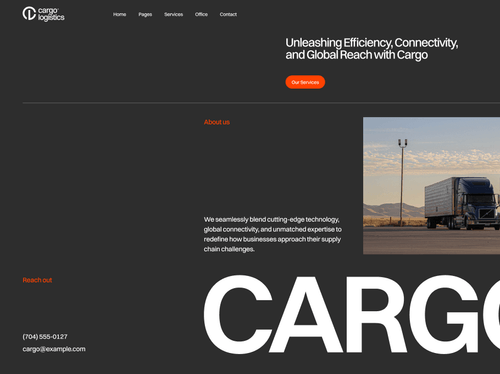 cargo
logistics
Home
Pages
Services
Office
Contact
Unleashing Efficiency, Connectivity,
and Global Reach with Cargo
Our Services
About us
We seamlessly blend cutting-edge technology,
global connectivity, and unmatched expertise to
redefine how businesses approach their supply
chain challenges.
Reach out
(704) 555-0127
cargo@example.com
CARGO